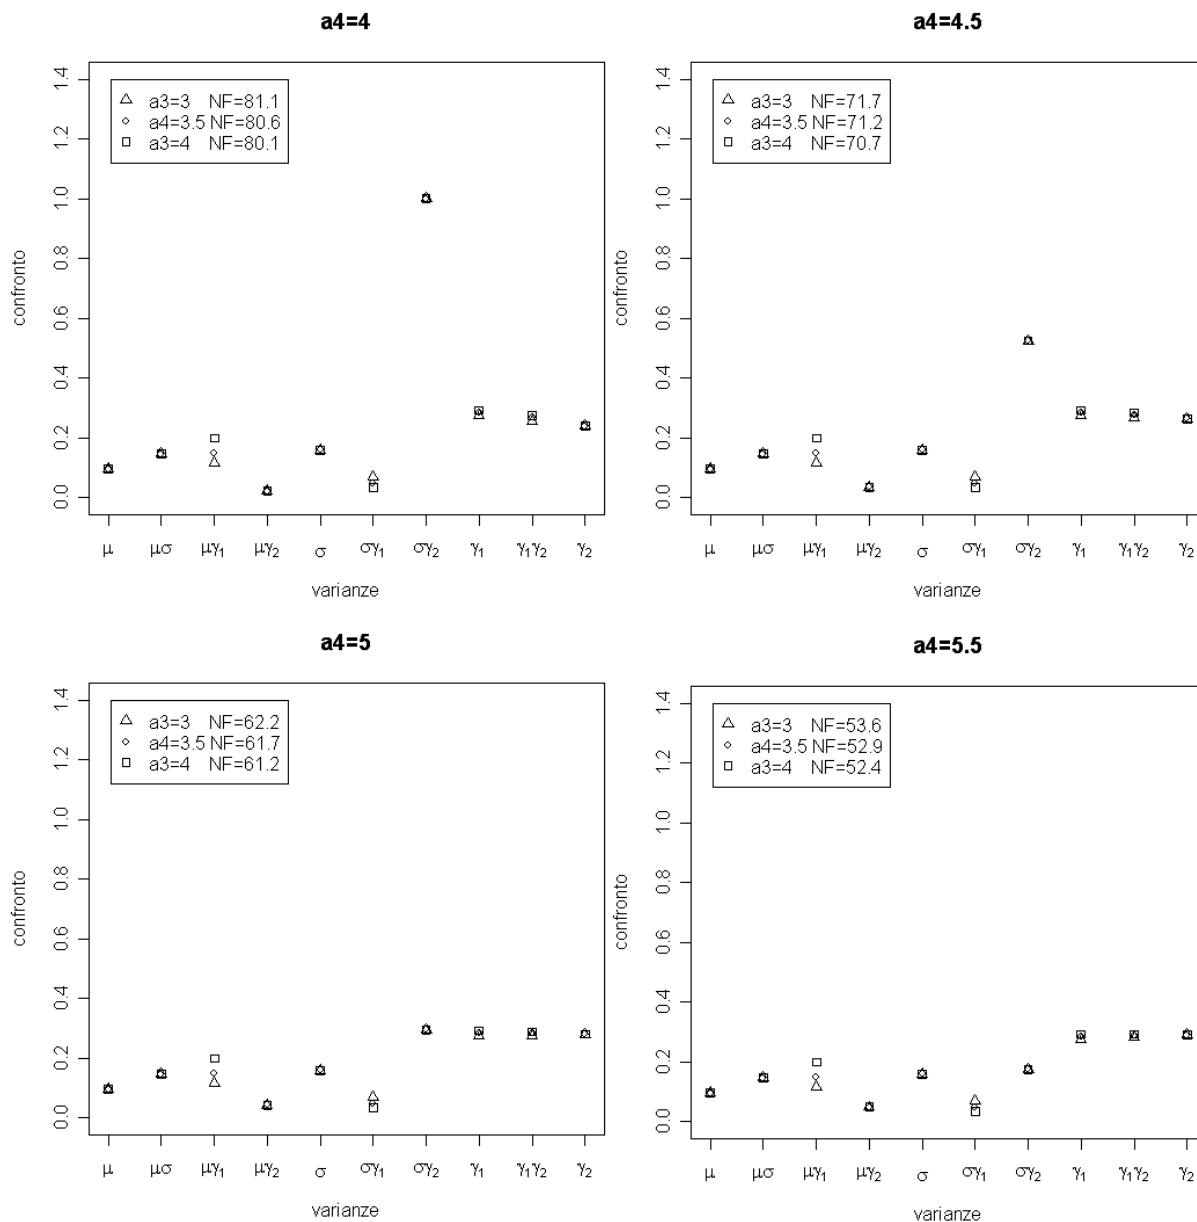 a4=4
a3=3 NF=81.1
a4=3.5 NF=80.6
a3=4 NF=80.1
confronto
1.4
1.2
1.0
0.8
0.6
0.4
0.2
0.0
μ μσ μγ1 μγ2 σ σγ1 σγ2 γ1 γ1γ2 γ2
varianze
a4=4.5
a3=3 NF=71.7
a4=3.5 NF=71.2
a3=4 NF=70.7
confronto
1.4
1.2
1.0
0.8
0.6
0.4
0.2
0.0
μ μσ μγ1 μγ2 σ σγ1 σγ2 γ1 γ1γ2 γ2
varianze
a4=5
a3=3 NF=62.2
a4=3.5 NF=61.7
a3=4 NF=61.2
confronto
1.4
1.2
1.0
0.8
0.6
0.4
0.2
0.0
μ μσ μγ1 μγ2 σ σγ1 σγ2 γ1 γ1γ2 γ2
varianze
a4=5.5
a3=3 NF=53.6
a4=3.5 NF=52.9
a3=4 NF=52.4
confronto
1.4
1.2
1.0
0.8
0.6
0.4
0.2
0.0
μ μσ μγ1 μγ2 σ σγ1 σγ2 γ1 γ1γ2 γ2
varianze